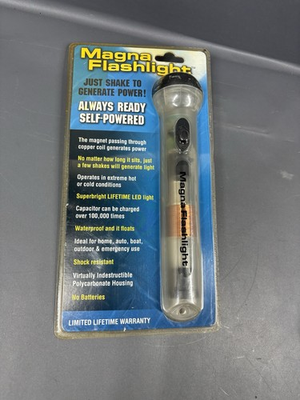 Magna
Flashlight™
JUST SHAKE TO
GENERATE POWER!
ALWAYS READY
SELF-POWERED
The magnet passing through
copper coil generates power
No matter how long it sits, just
a few shakes will generate light
Operates in extreme hot
or cold conditions
Superbright LIFETIME LED light
Capacitor can be charged
over 100,000 times
Waterproof and it floats
Ideal for home, auto, boat,
outdoor & emergency use
Shock resistant
Virtually Indestructible
Polycarbonate Housing
No Batteries
LIMITED LIFETIME WARRANTY
MagnaFlashlight